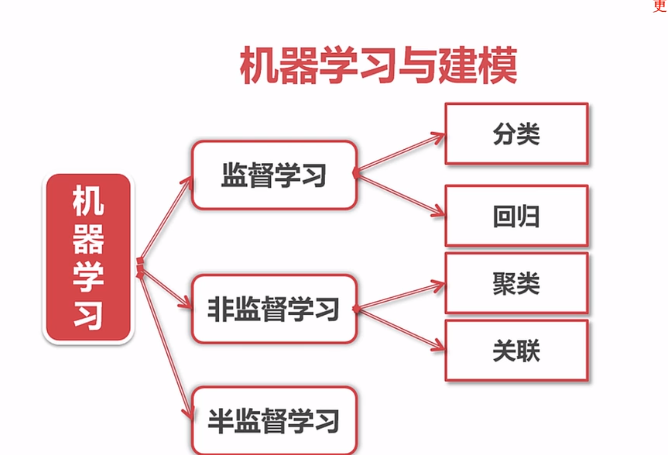 更
机器学习与建模
机器学习
监督学习
分类
回归
非监督学习
聚类
关联
半监督学习